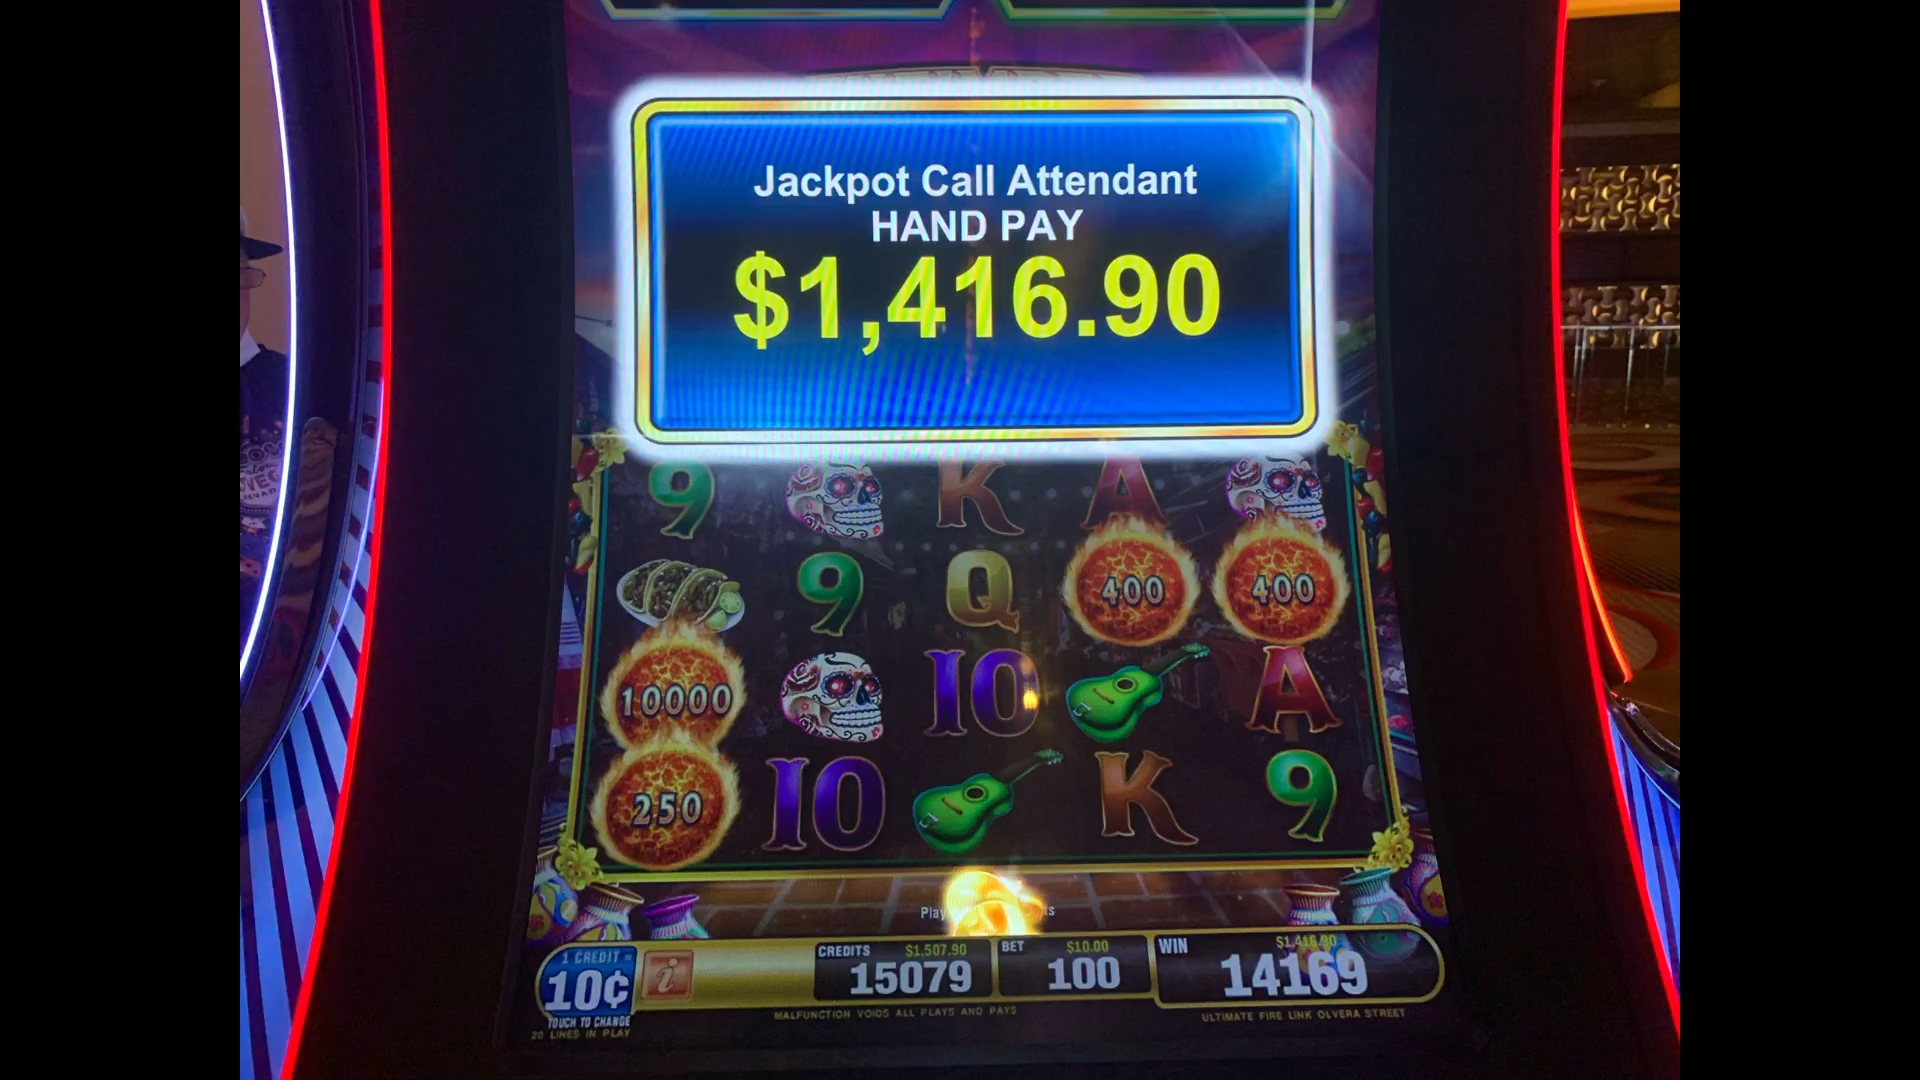 Jackpot Call Attendant
HAND PAY
$1,416.90
9 K A
9 Q 400 400
10000 10 A
250 10 K 9
Play
1 CREDIT =
10¢
TOUCH TO CHANGE
20 LINES IN PLAY
i
CREDITS $1,507.90
15079
BET $10.00
100
WIN $1,416.90
14169
MALFUNCTION VOIDS ALL PLAYS AND PAYS
ULTIMATE FIRE LINK OLVERA STREET